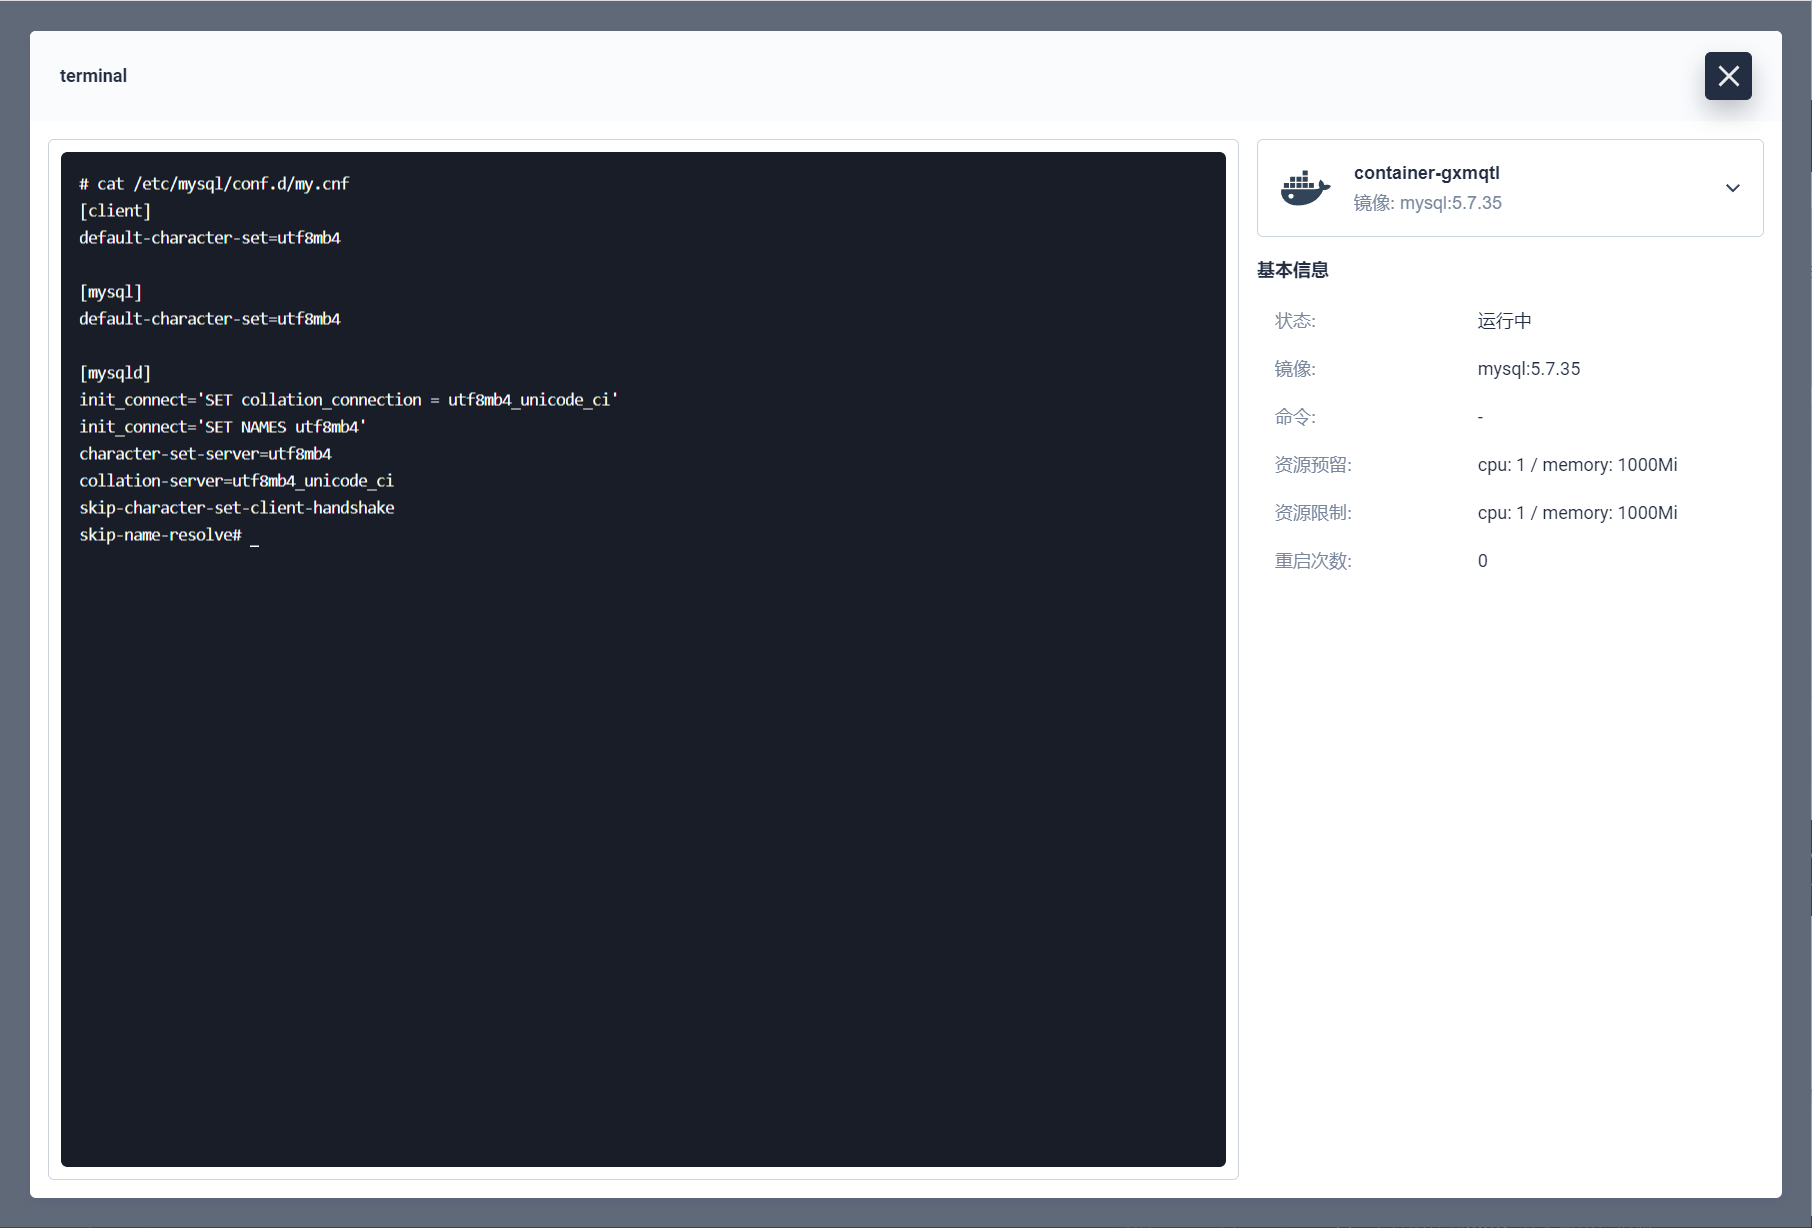 terminal
# cat /etc/mysql/conf.d/my.cnf
[client]
default-character-set=utf8mb4
[mysql]
default-character-set=utf8mb4
[mysqld]
init_connect='SET collation_connection = utf8mb4_unicode_ci'
init_connect='SET NAMES utf8mb4'
character-set-server=utf8mb4
collation-server=utf8mb4_unicode_ci
skip-character-set-client-handshake
skip-name-resolve# _
container-gxmqtl
镜像: mysql:5.7.35
基本信息
状态: 运行中
镜像: mysql:5.7.35
命令: -
资源预留: cpu: 1 / memory: 1000Mi
资源限制: cpu: 1 / memory: 1000Mi
重启次数: 0